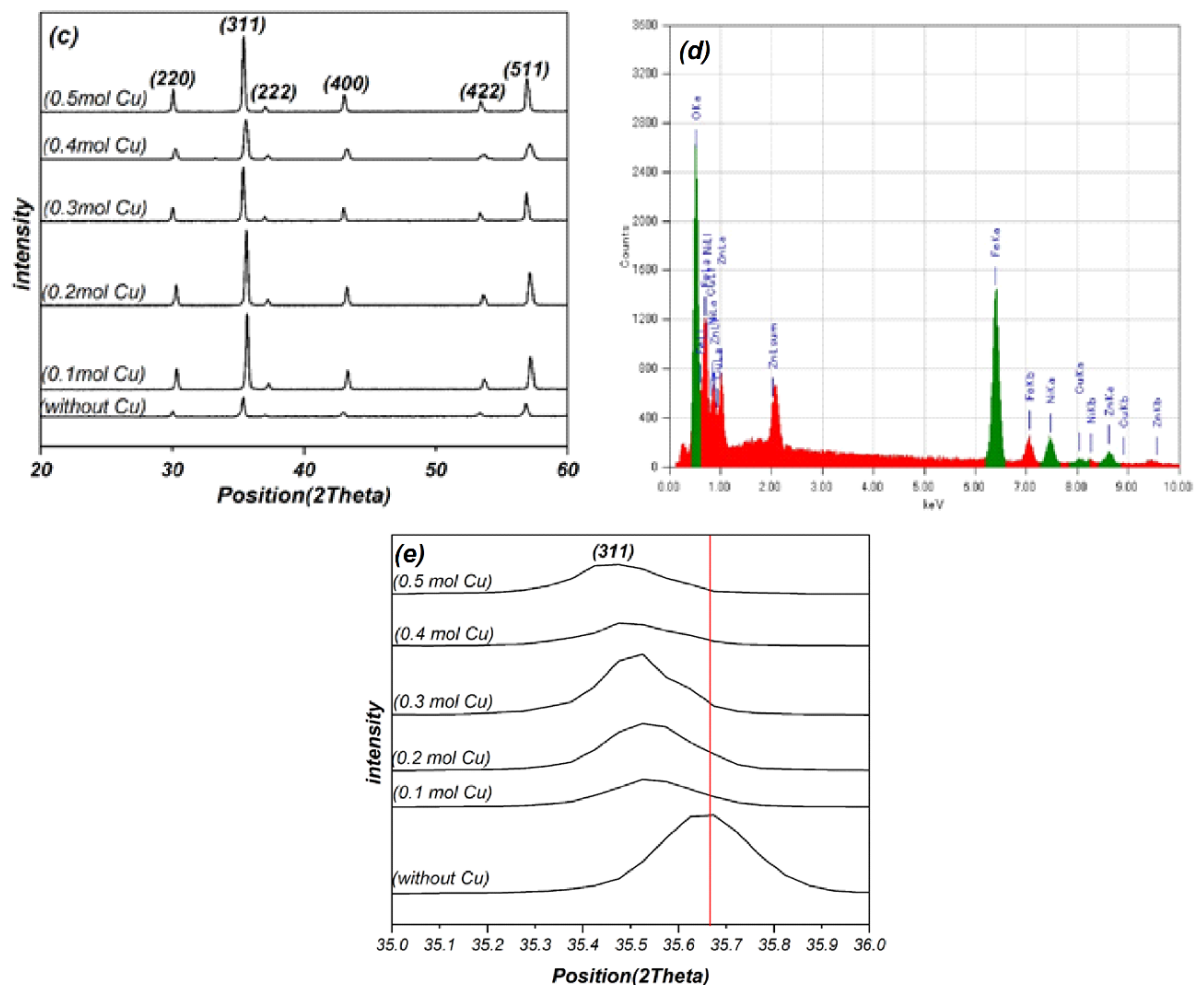 (c)
(311)
(220)
(222)
(400)
(422)
(511)
(0.5mol Cu)
(0.4mol Cu)
(0.3mol Cu)
(0.2mol Cu)
(0.1mol Cu)
(without Cu)
intensity
20 30 40 50 60
Position(2Theta)
(d)
3600
3200
2800
2400
2000
1600
1200
800
400
0
Counts
OKa
NiLl
ZnLa
ZnLsum
FeKa
FeKb
NiKa
CuKa
NiKb
ZnKa
CuKb
ZnKb
0.00 1.00 2.00 3.00 4.00 5.00 6.00 7.00 8.00 9.00 10.00
keV
(e)
(311)
(0.5 mol Cu)
(0.4 mol Cu)
(0.3 mol Cu)
(0.2 mol Cu)
(0.1 mol Cu)
(without Cu)
intensity
35.0 35.1 35.2 35.3 35.4 35.5 35.6 35.7 35.8 35.9 36.0
Position(2Theta)